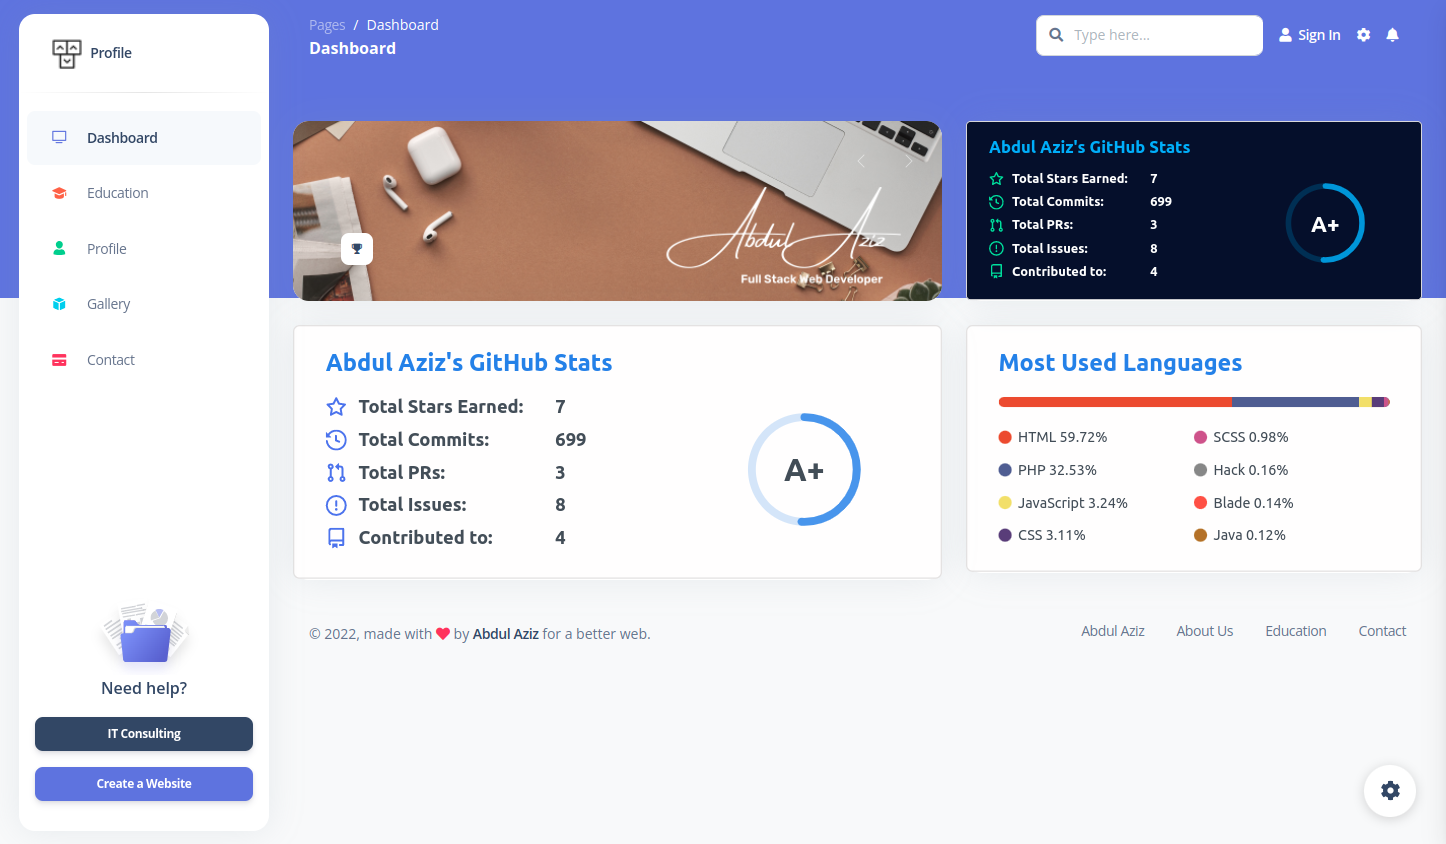 Profile
Dashboard
Education
Profile
Gallery
Contact
Need help?
IT Consulting
Create a Website
Pages / Dashboard
Dashboard
Type here...
Sign In
Abdul Aziz
Full Stack Web Developer
Abdul Aziz's GitHub Stats
Total Stars Earned: 7
Total Commits: 699
Total PRs: 3
Total Issues: 8
Contributed to: 4
A+
Abdul Aziz's GitHub Stats
Total Stars Earned: 7
Total Commits: 699
Total PRs: 3
Total Issues: 8
Contributed to: 4
A+
Most Used Languages
HTML 59.72%
PHP 32.53%
JavaScript 3.24%
CSS 3.11%
SCSS 0.98%
Hack 0.16%
Blade 0.14%
Java 0.12%
© 2022, made with ❤ by Abdul Aziz for a better web.
Abdul Aziz About Us Education Contact